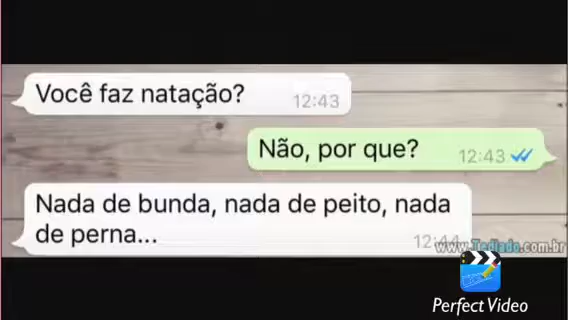 Você faz natação?
12:43
Não, por que?
12:43
Nada de bunda, nada de peito, nada
de perna...
12:44
www.Tediado.com.br
Perfect Video